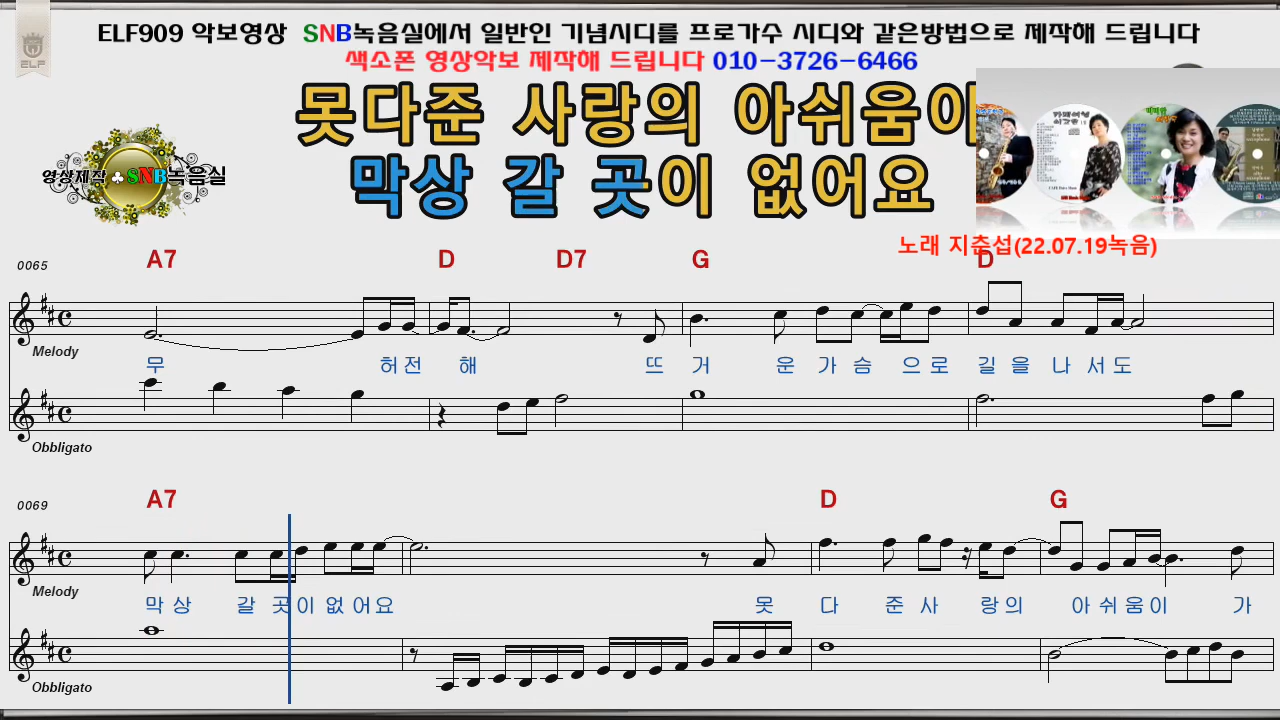 ELF909 악보영상 SNB녹음실에서 일반인 기념시디를 프로가수 시디와 같은방법으로 제작해 드립니다
ELF
색소폰 영상악보 제작해 드립니다 010-3726-6466
못다준 사랑의 아쉬움이
막상 갈 곳이 없어요
영상제작 ♣ SNB녹음실
노래 지춘섭(22.07.19녹음)
0065 A7 D D7 G D
Melody
무 허전 해 뜨 거 운 가 슴 으로 길 을 나 서도
Obbligato
0069 A7 D G
Melody
막 상 갈 곳이 없 어요 못 다 준 사 랑의 아 쉬 움이 가
Obbligato